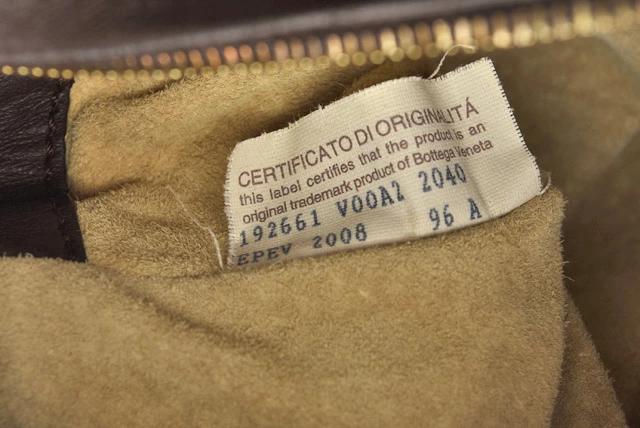 CERTIFICATO DI ORIGINALITÁ
this label certifies that the product is an
original trademark product of Bottega Veneta
192661 V00A2 2040
EPEV 2008 96 A